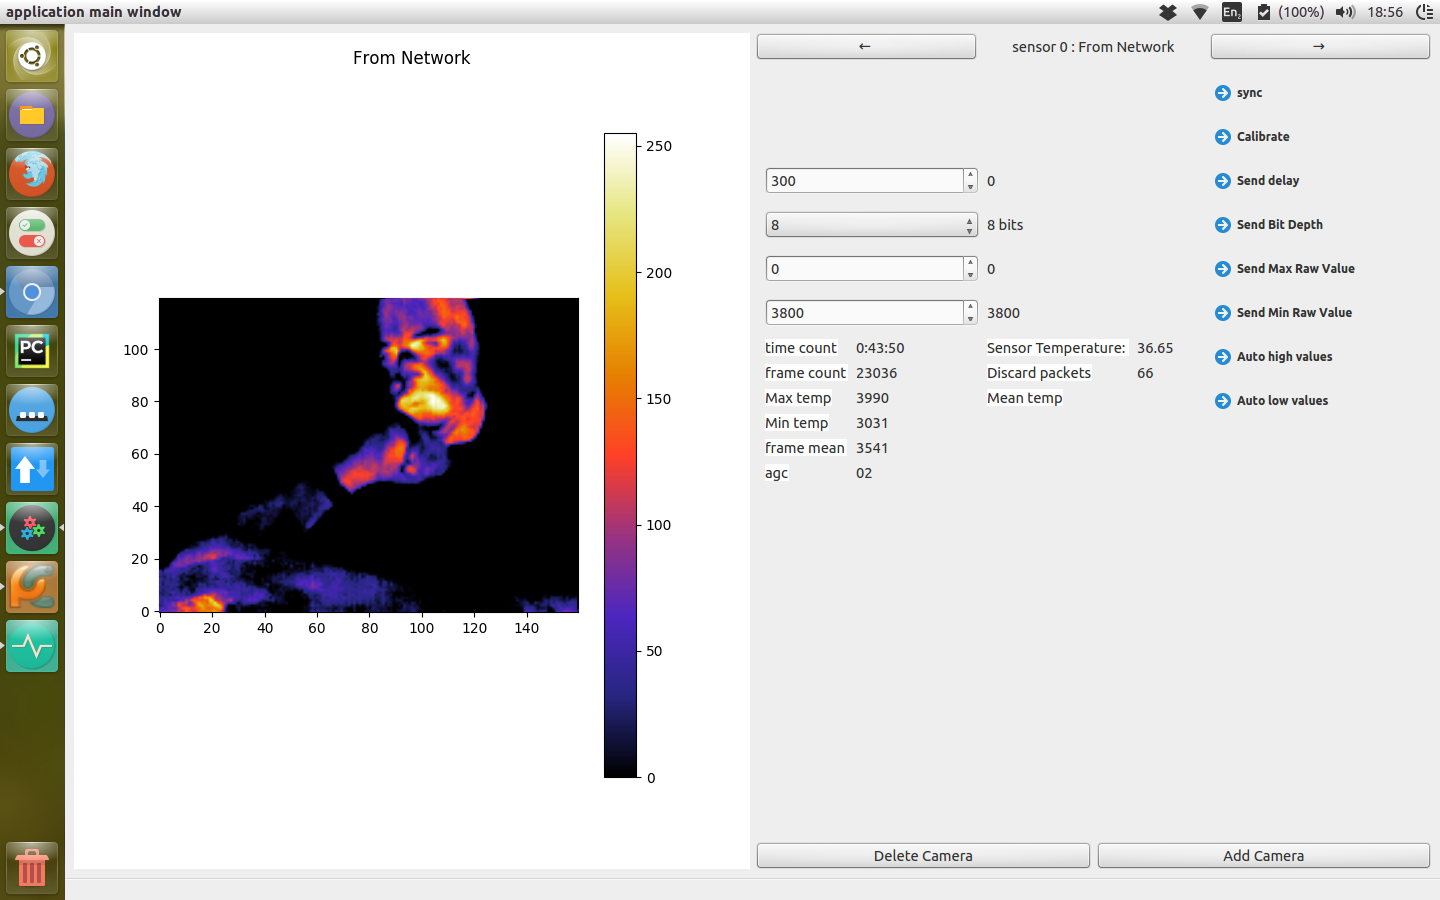 application main window
En2
(100%)
18:56
From Network
250
200
150
100
50
0
100
80
60
40
20
0
0 20 40 60 80 100 120 140
PC
← sensor 0 : From Network →
sync
Calibrate
300 0 Send delay
8 8 bits Send Bit Depth
0 0 Send Max Raw Value
3800 3800 Send Min Raw Value
time count 0:43:50 Sensor Temperature: 36.65 Auto high values
frame count 23036 Discard packets 66
Max temp 3990 Mean temp Auto low values
Min temp 3031
frame mean 3541
agc 02
Delete Camera Add Camera